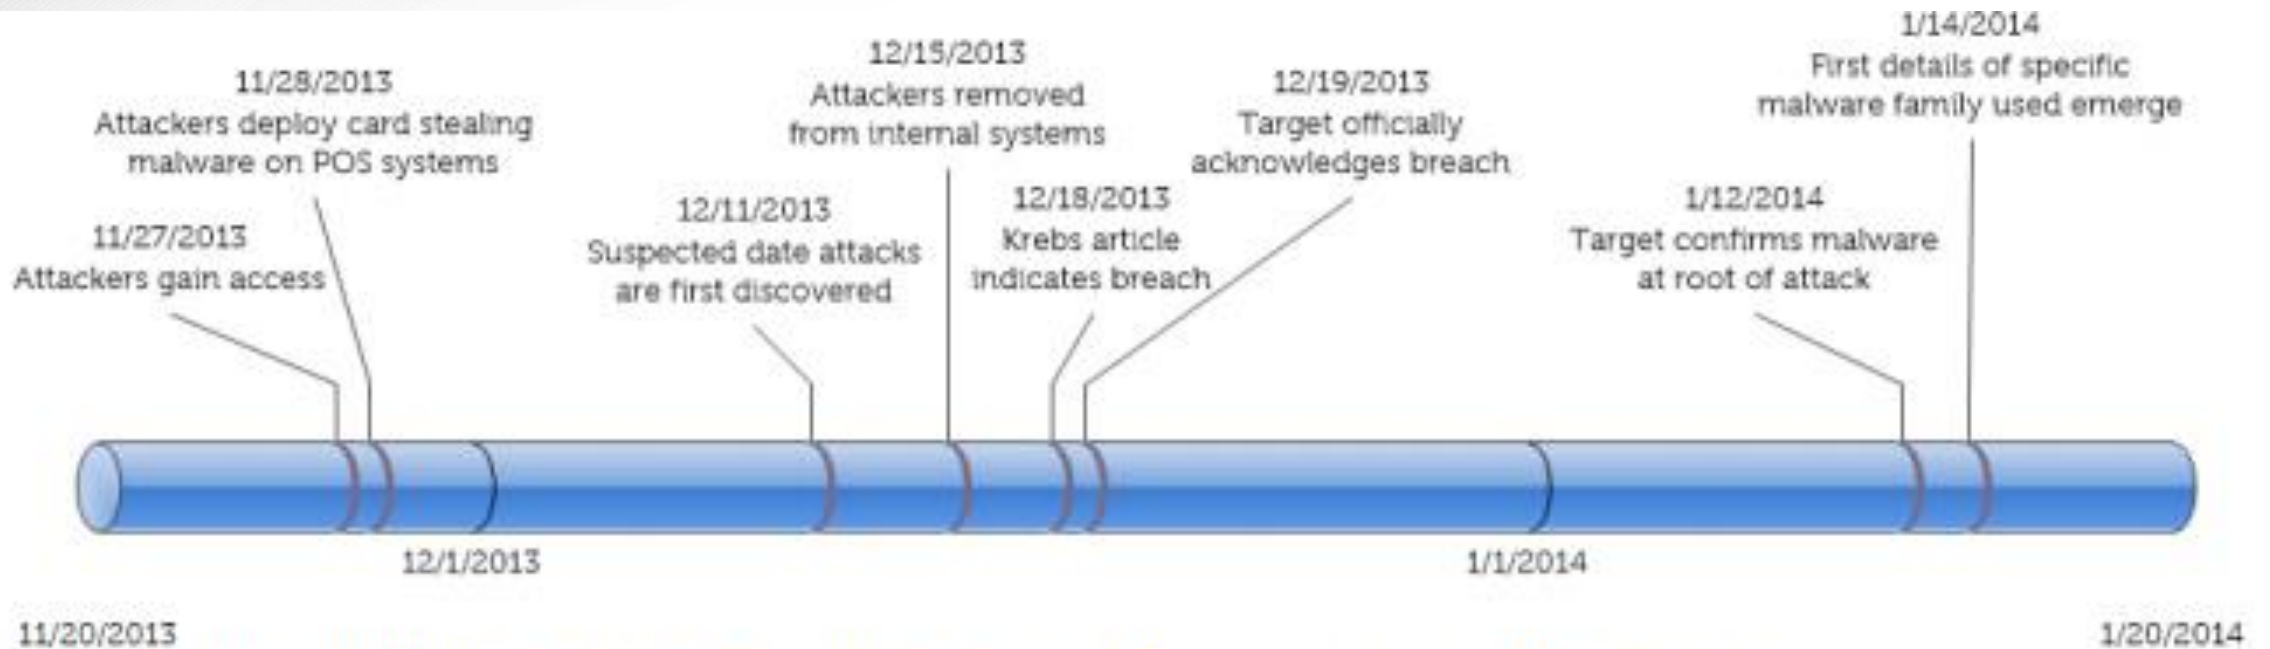 11/27/2013
Attackers gain access
11/28/2013
Attackers deploy card stealing
malware on POS systems
12/11/2013
Suspected date attacks
are first discovered
12/15/2013
Attackers removed
from internal systems
12/18/2013
Krebs article
indicates breach
12/19/2013
Target officially
acknowledges breach
1/12/2014
Target confirms malware
at root of attack
1/14/2014
First details of specific
malware family used emerge
12/1/2013
1/1/2014
11/20/2013
1/20/2014